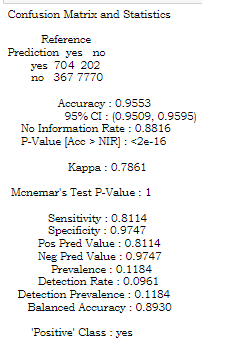 Confusion Matrix and Statistics
Reference
Prediction yes no
yes 704 202
no 367 7770
Accuracy : 0.9553
95% CI : (0.9509, 0.9595)
No Information Rate : 0.8816
P-Value [Acc > NIR] : <2e-16
Kappa : 0.7861
Mcnemar's Test P-Value : 1
Sensitivity : 0.8114
Specificity : 0.9747
Pos Pred Value : 0.8114
Neg Pred Value : 0.9747
Prevalence : 0.1184
Detection Rate : 0.0961
Detection Prevalence : 0.1184
Balanced Accuracy : 0.8930
'Positive' Class : yes